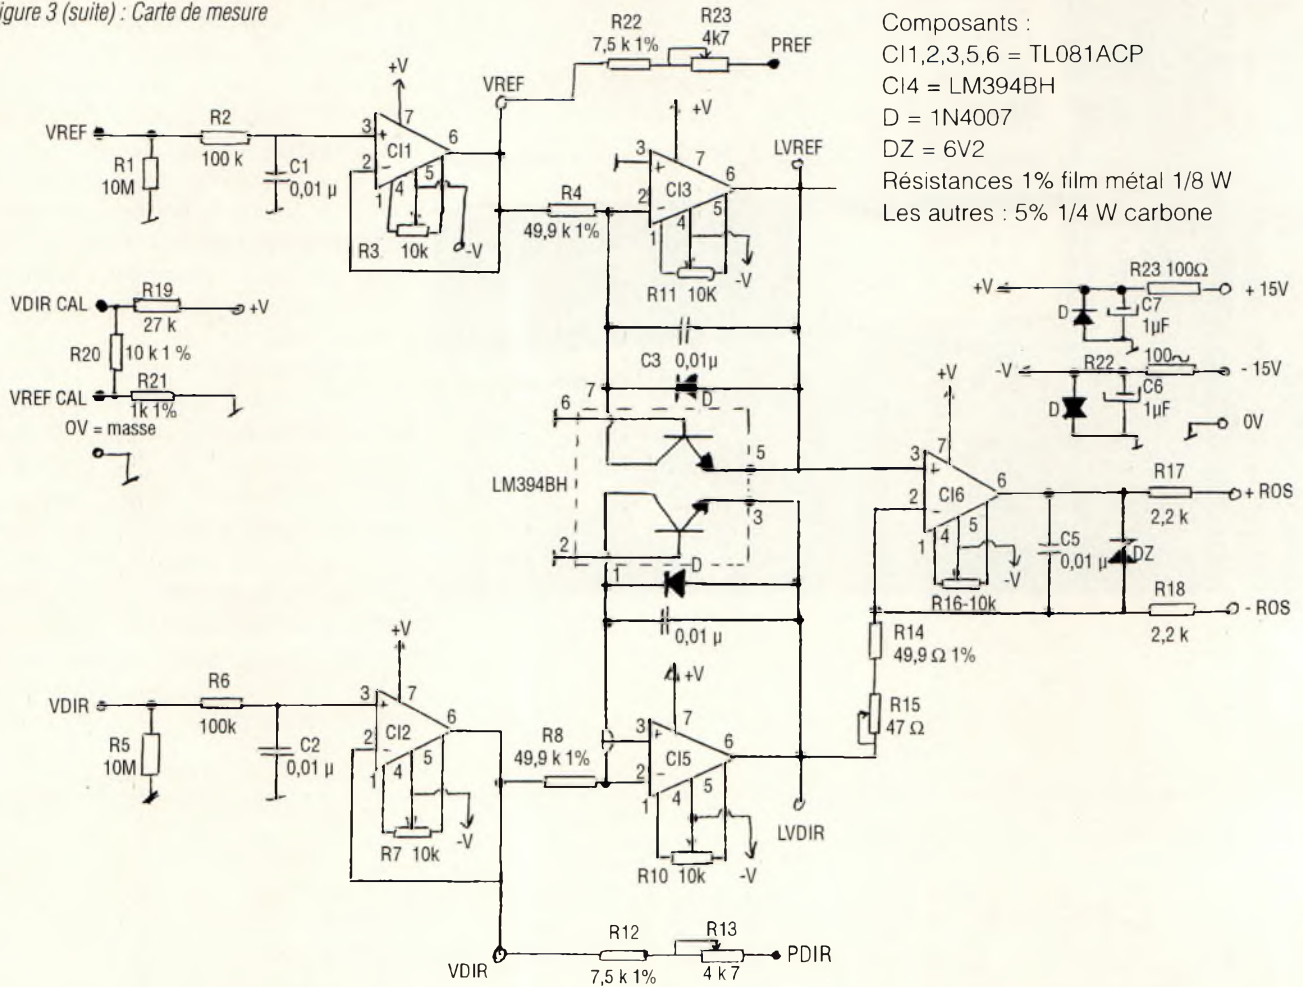 igure 3 (suite) : Carte de mesure
Composants :
CI1,2,3,5,6 = TL081ACP
CI4 = LM394BH
D = 1N4007
DZ = 6V2
Résistances 1% film métal 1/8 W
Les autres : 5% 1/4 W carbone
R22
7,5 k 1%
R23
4k7
PREF
VREF
+V
VREF
R2
100 k
R1
10M
C1
0,01 µ
3
2
7
6
CI1
1
4
5
R3
10k
-V
+V
LVREF
3
2
7
6
CI3
1
4
5
R4
49,9 k 1%
R11 10K
-V
VDIR CAL
R19
27 k
+V
R20
10 k 1 %
VREF CAL
R21
1k 1%
0V = masse
C3
0,01µ
D
7
6
5
LM394BH
3
2
1
D
0,01 µ
+V
R23 100Ω
+ 15V
D
C7
1µF
-V
R22
100~
- 15V
D
C6
1µF
0V
+V
3
2
7
6
CI6
1
4
5
-V
R16-10k
C5
0,01 µ
DZ
R17
2,2 k
+ ROS
R18
2,2 k
- ROS
R14
49,9 Ω 1%
R15
47 Ω
VDIR
R6
100k
R5
10M
C2
0,01 µ
+V
3
2
7
6
CI2
1
4
5
R7 10k
-V
R8
49,9 k 1%
+V
3
2
7
6
CI5
1
4
5
R10 10k
-V
LVDIR
VDIR
R12
7,5 k 1%
R13
4 k 7
PDIR